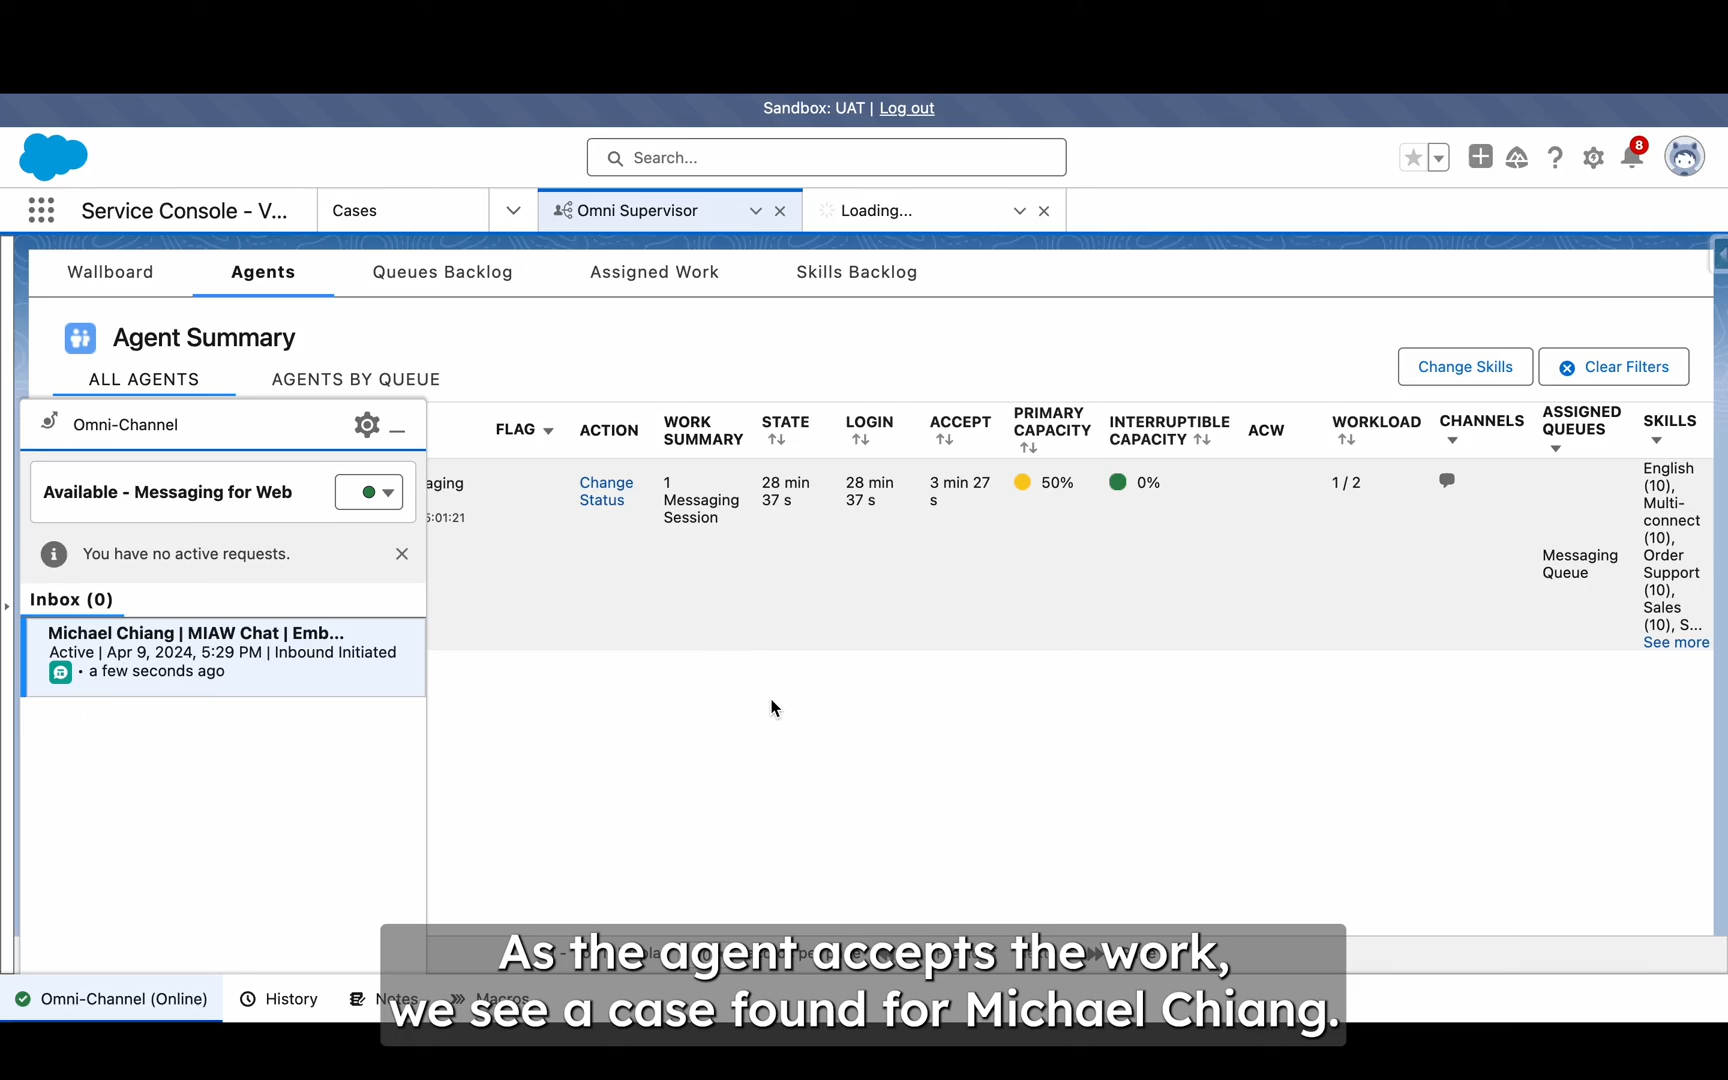 Sandbox: UAT | Log out
Search...
8
Service Console - V...
Cases
Omni Supervisor
Loading...
Wallboard
Agents
Queues Backlog
Assigned Work
Skills Backlog
Agent Summary
Change Skills
Clear Filters
ALL AGENTS
AGENTS BY QUEUE
Omni-Channel
FLAG
ACTION
WORK
SUMMARY
STATE
LOGIN
ACCEPT
PRIMARY
CAPACITY
INTERRUPTIBLE
CAPACITY
ACW
WORKLOAD
CHANNELS
ASSIGNED
QUEUES
SKILLS
Available - Messaging for Web
aging
5:01:21
Change
Status
1
Messaging
Session
28 min
37 s
28 min
37 s
3 min 27
s
50%
0%
1 / 2
Messaging
Queue
English
(10),
Multi-
connect
(10),
Order
Support
(10),
Sales
(10), S...
See more
You have no active requests.
Inbox (0)
Michael Chiang | MIAW Chat | Emb...
Active | Apr 9, 2024, 5:29 PM | Inbound Initiated
• a few seconds ago
Omni-Channel (Online)
History
Notes
Macros
As the agent accepts the work,
we see a case found for Michael Chiang.